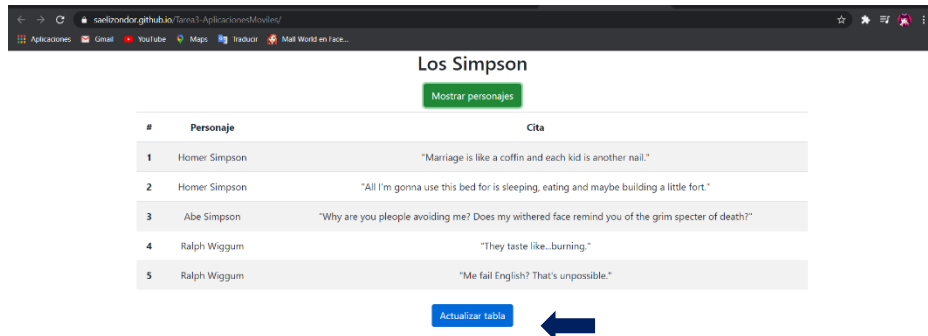 saelizondor.github.io/Tarea3-AplicacionesMoviles/
Aplicaciones Gmail YouTube Maps Traducir Mall World en Face...
Los Simpson
Mostrar personajes
# Personaje Cita
1 Homer Simpson "Marriage is like a coffin and each kid is another nail."
2 Homer Simpson "All I'm gonna use this bed for is sleeping, eating and maybe building a little fort."
3 Abe Simpson "Why are you pleople avoiding me? Does my withered face remind you of the grim specter of death?"
4 Ralph Wiggum "They taste like...burning."
5 Ralph Wiggum "Me fail English? That's unpossible."
Actualizar tabla